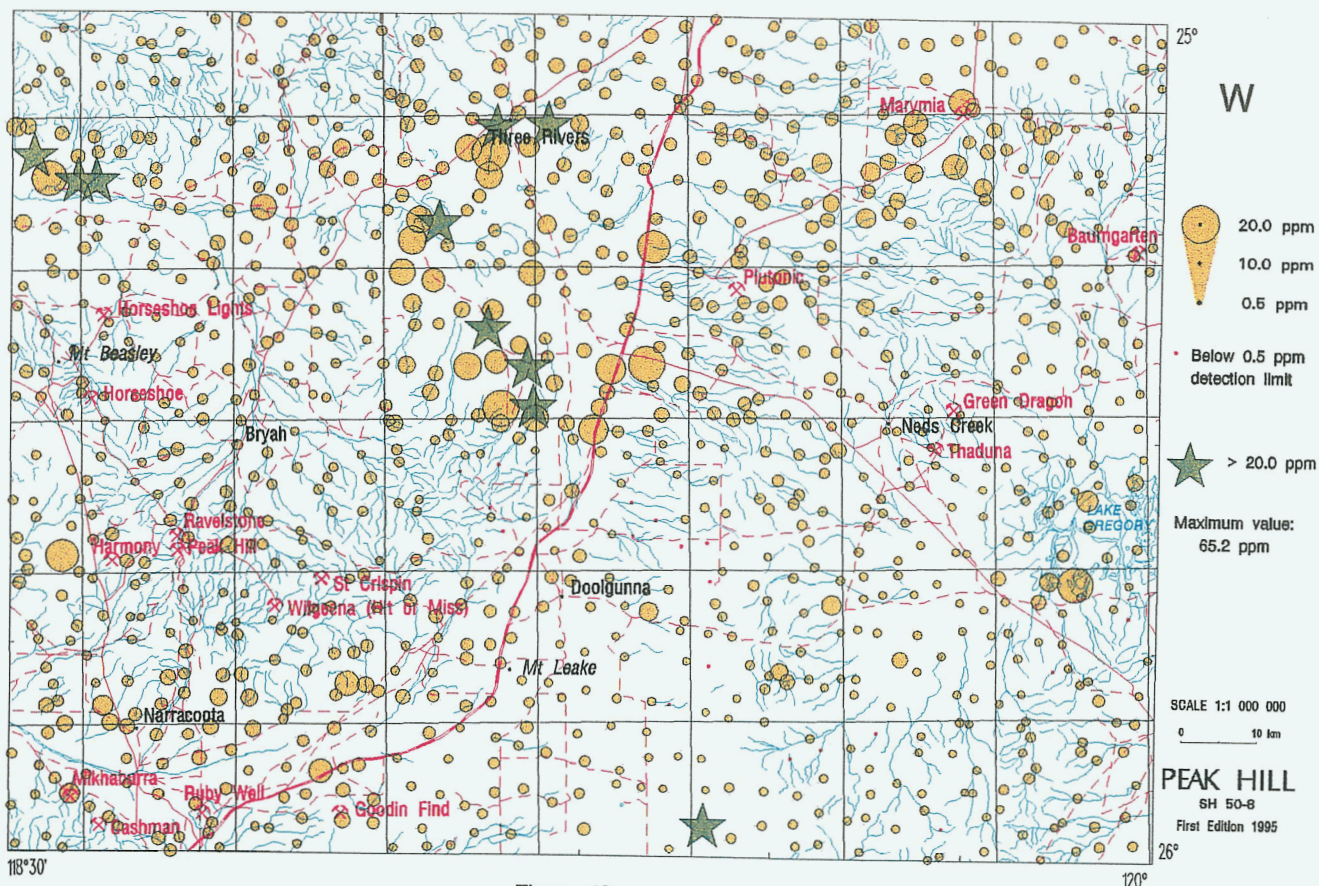 25°
W
Marymia
Three Rivers
20.0 ppm
Baumgarten
10.0 ppm
Plutonic
0.5 ppm
Horseshoe Lights
Mt Beasley
Below 0.5 ppm
detection limit
Horseshoe
Green Dragon
Neds Creek
Bryah
Thaduna
> 20.0 ppm
LAKE
GREGORY
Maximum value:
65.2 ppm
Ravelstone
Harmony
Peak Hill
St Crispin
Doolgunna
Wilgeena (Hit or Miss)
Mt Leake
SCALE 1:1 000 000
Narracoota
0
10 km
PEAK HILL
SH 50-8
First Edition 1995
Mikhaburra
Ruby Well
Goodin Find
Cashman
118°30'
120°
26°